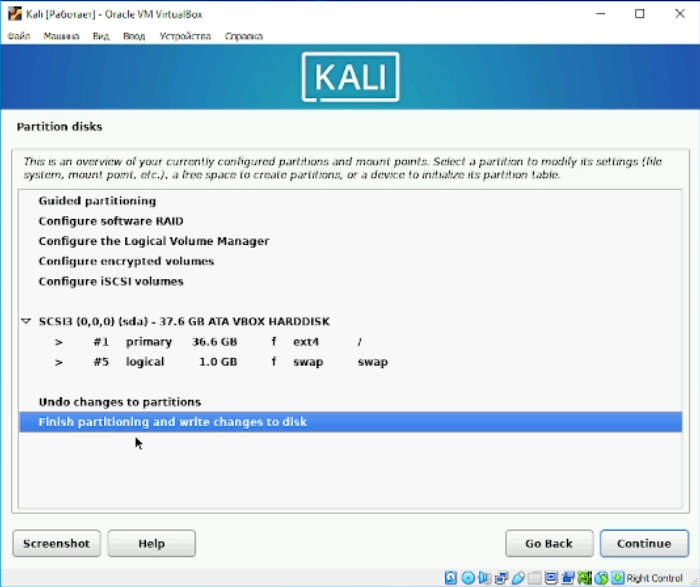 Kali [Работает] - Oracle VM VirtualBox
Файл Машина Вид Ввод Устройства Справка
KALI
Partition disks
This is an overview of your currently configured partitions and mount points. Select a partition to modify its settings (file
system, mount point, etc.), a free space to create partitions, or a device to initialize its partition table.
Guided partitioning
Configure software RAID
Configure the Logical Volume Manager
Configure encrypted volumes
Configure iSCSI volumes
SCSI3 (0,0,0) (sda) - 37.6 GB ATA VBOX HARDDISK
> #1 primary 36.6 GB f ext4 /
> #5 logical 1.0 GB f swap swap
Undo changes to partitions
Finish partitioning and write changes to disk
Screenshot Help Go Back Continue
Right Control